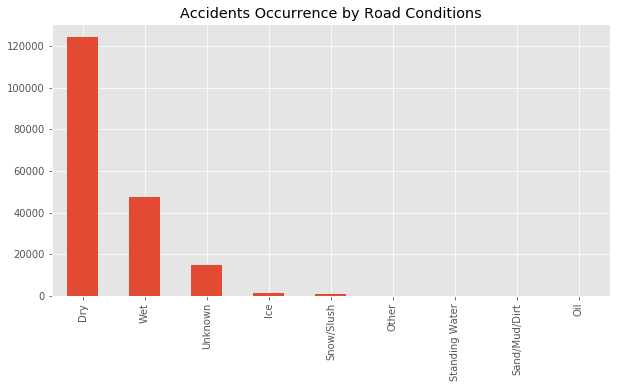 Accidents Occurrence by Road Conditions
120000
100000
80000
60000
40000
20000
0
Dry
Wet
Unknown
Ice
Snow/Slush
Other
Standing Water
Sand/Mud/Dirt
Oil